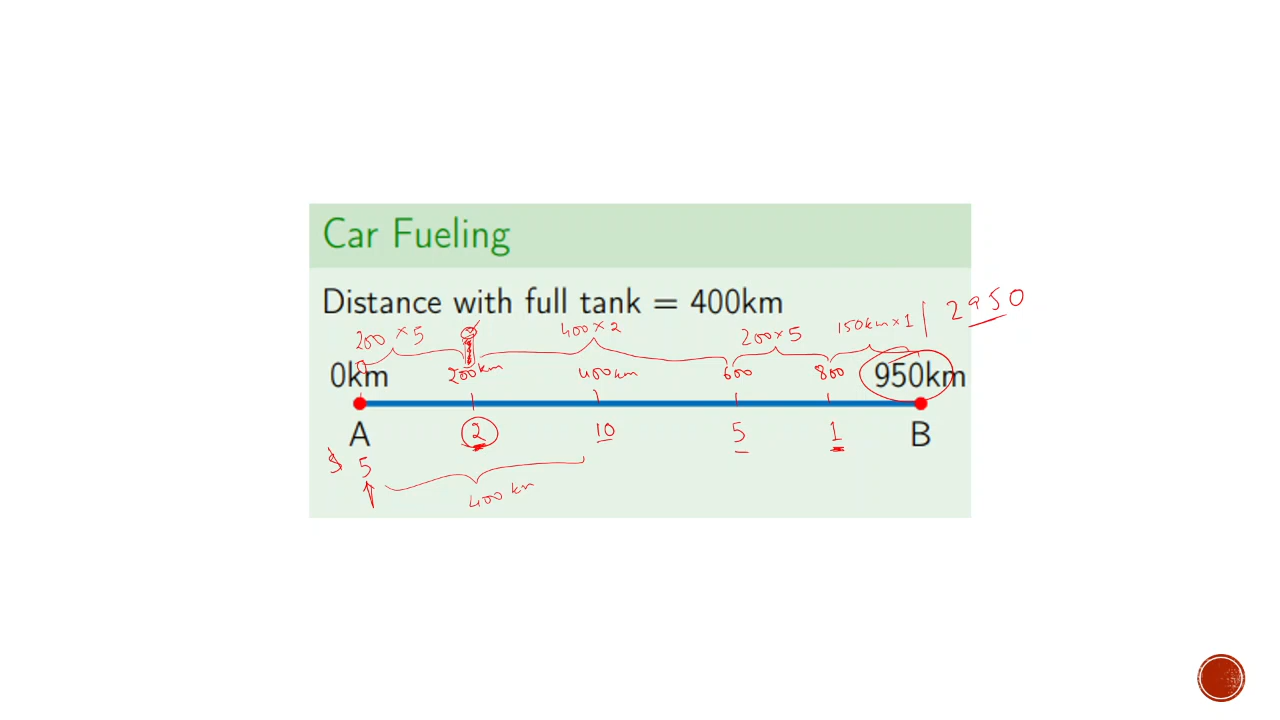 Car Fueling
Distance with full tank = 400km
200 × 5
400 × 2
200 × 5
150km × 1
2950
0km
200km
400km
600
800
950km
A
2
10
5
1
B
$ 5
400 km